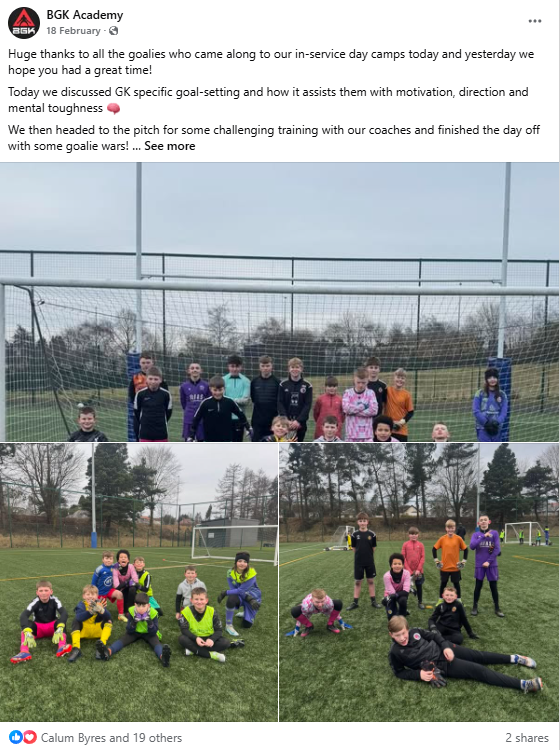 BGK Academy
18 February ·
Huge thanks to all the goalies who came along to our in-service day camps today and yesterday we
hope you had a great time!
Today we discussed GK specific goal-setting and how it assists them with motivation, direction and
mental toughness 🧠
We then headed to the pitch for some challenging training with our coaches and finished the day off
with some goalie wars! ... See more
Calum Byres and 19 others
2 shares